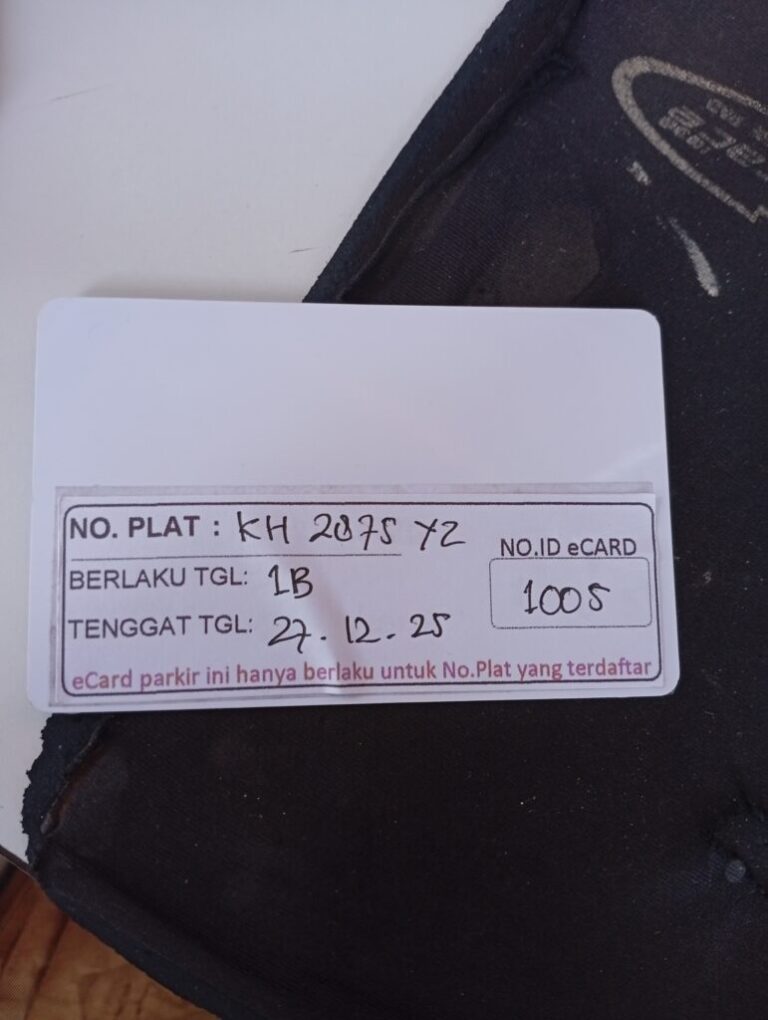 NO. PLAT : KH 2875 YZ
BERLAKU TGL: 1B
TENGGAT TGL: 27.12.25
NO.ID eCARD
1005
eCard parkir ini hanya berlaku untuk No.Plat yang terdaftar